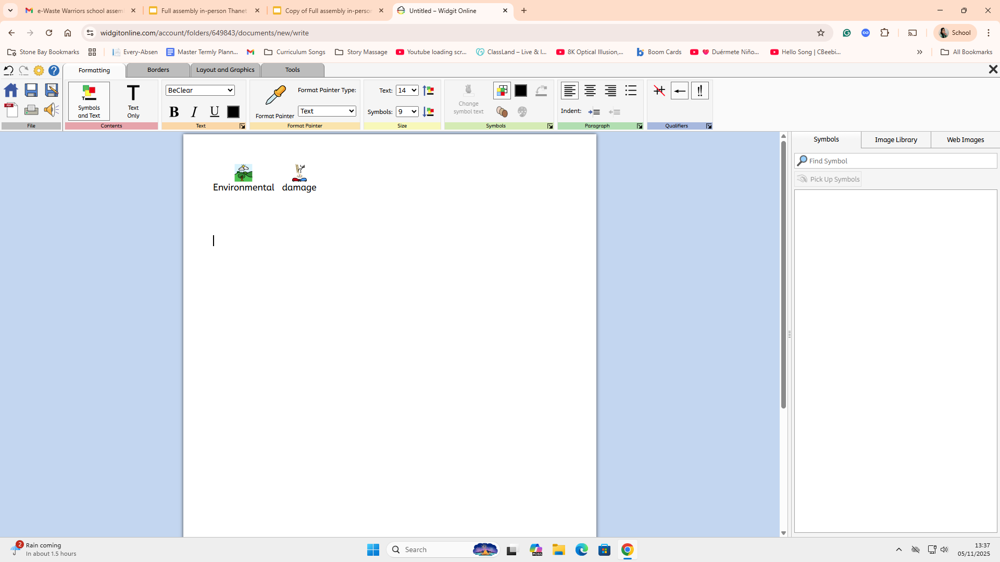 e-Waste Warriors school assem
Full assembly in-person Thanet
Copy of Full assembly in-person
Untitled – Widgit Online
widgitonline.com/account/folders/649843/documents/new/write
School
Stone Bay Bookmarks
Every-Absen
Master Termly Plann...
Curriculum Songs
Story Massage
Youtube loading scr...
ClassLand – Live & I...
8K Optical Illusion,...
Boom Cards
Duérmete Niño...
Hello Song | CBeebi...
All Bookmarks
Formatting
Borders
Layout and Graphics
Tools
Symbols
and Text
Text
Only
BeClear
B I U
Format Painter
Format Painter Type:
Text
Text: 14
Symbols: 9
Change
symbol text
Indent:
PDF
File
Contents
Text
Format Painter
Size
Symbols
Paragraph
Qualifiers
Symbols
Image Library
Web Images
Find Symbol
Pick Up Symbols
Environmental damage
2
Rain coming
In about 1.5 hours
Search
M365
13:37
05/11/2025